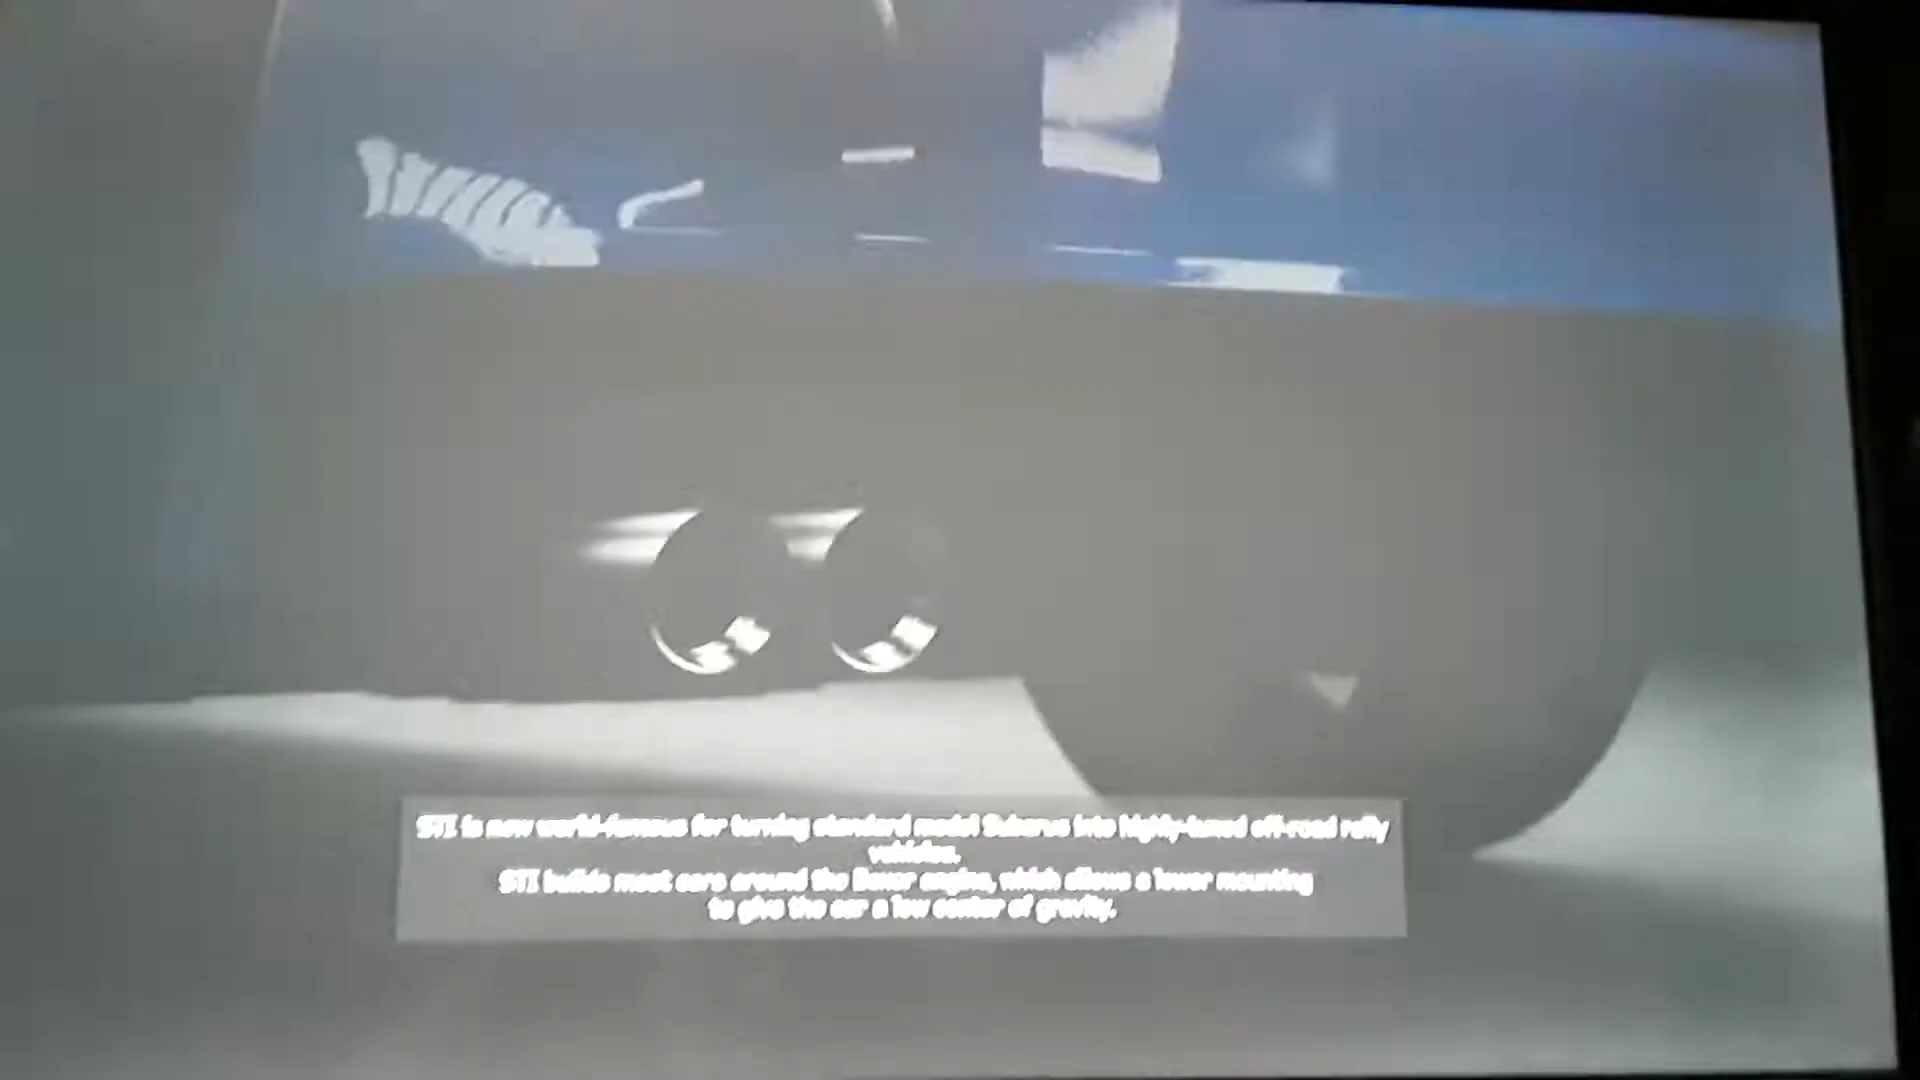 STI is now world-famous for turning standard model Subarus into highly-tuned off-road rally
vehicles.
STI builds most cars around the Boxer engine, which allows a lower mounting
to give the car a low center of gravity.